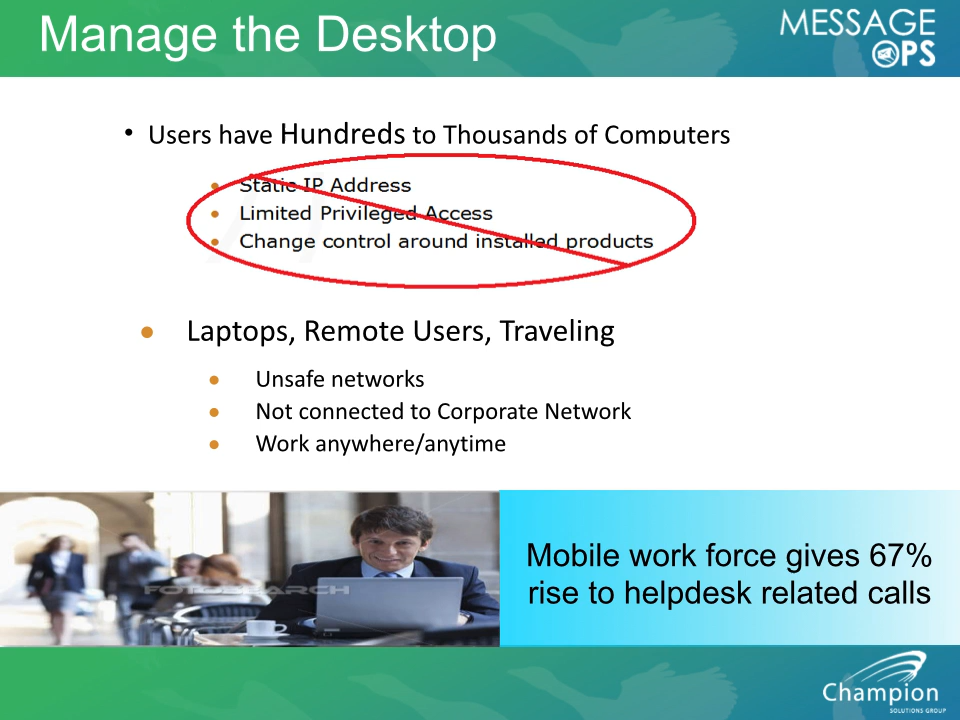 Manage the Desktop
MESSAGE
OPS
• Users have Hundreds to Thousands of Computers
• Static IP Address
• Limited Privileged Access
• Change control around installed products
• Laptops, Remote Users, Traveling
• Unsafe networks
• Not connected to Corporate Network
• Work anywhere/anytime
FOTOSEARCH
Mobile work force gives 67%
rise to helpdesk related calls
Champion
SOLUTIONS GROUP